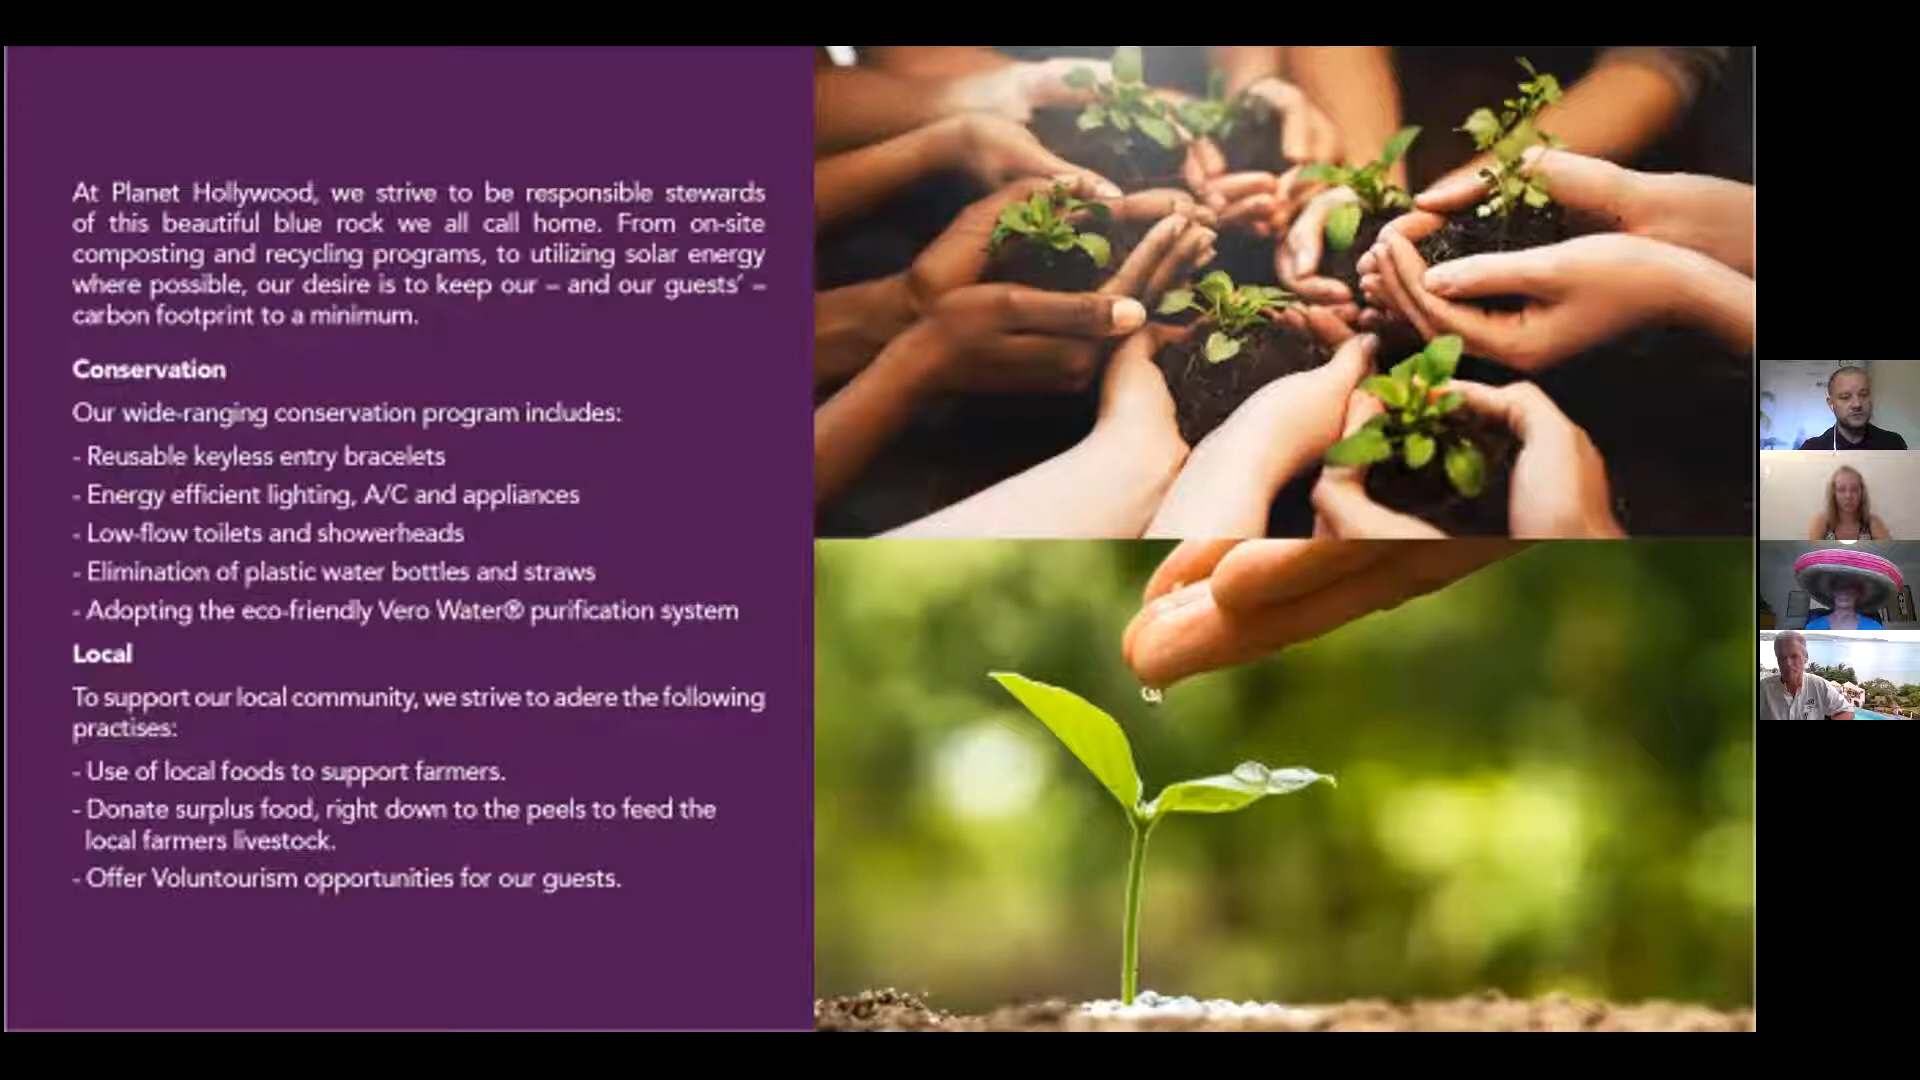 At Planet Hollywood, we strive to be responsible stewards
of this beautiful blue rock we all call home. From on-site
composting and recycling programs, to utilizing solar energy
where possible, our desire is to keep our – and our guests' –
carbon footprint to a minimum.
Conservation
Our wide-ranging conservation program includes:
- Reusable keyless entry bracelets
- Energy efficient lighting, A/C and appliances
- Low-flow toilets and showerheads
- Elimination of plastic water bottles and straws
- Adopting the eco-friendly Vero Water® purification system
Local
To support our local community, we strive to adere the following
practises:
- Use of local foods to support farmers.
- Donate surplus food, right down to the peels to feed the
local farmers livestock.
- Offer Voluntourism opportunities for our guests.